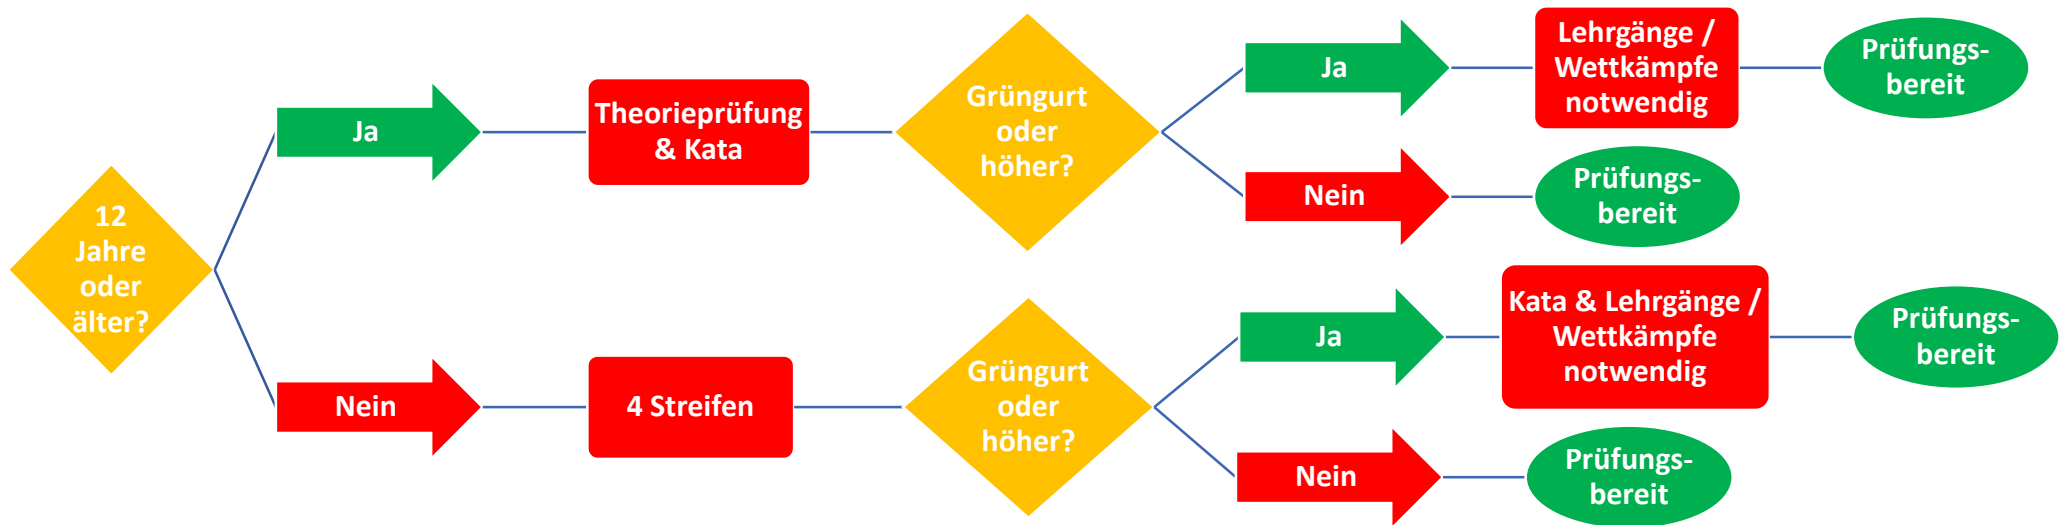 12
Jahre
oder
älter?
Ja
Theorieprüfung
& Kata
Grüngurt
oder
höher?
Ja
Lehrgänge /
Wettkämpfe
notwendig
Prüfungs-
bereit
Nein
Prüfungs-
bereit
Nein
4 Streifen
Grüngurt
oder
höher?
Ja
Kata & Lehrgänge /
Wettkämpfe
notwendig
Prüfungs-
bereit
Nein
Prüfungs-
bereit